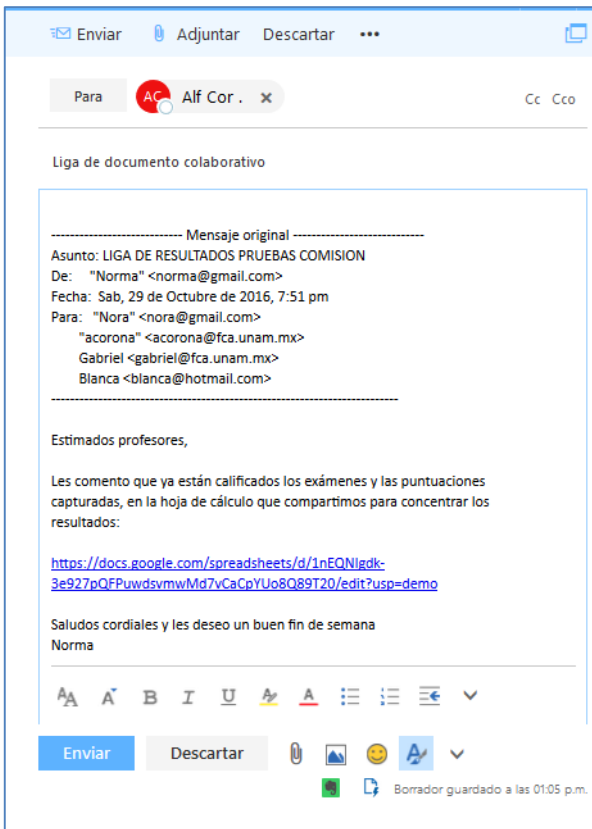 Enviar Adjuntar Descartar •••
Para AC Alf Cor . × Cc Cco
Liga de documento colaborativo
---------------------------- Mensaje original ----------------------------
Asunto: LIGA DE RESULTADOS PRUEBAS COMISION
De: "Norma" <norma@gmail.com>
Fecha: Sab, 29 de Octubre de 2016, 7:51 pm
Para: "Nora" <nora@gmail.com>
"acorona" <acorona@fca.unam.mx>
Gabriel <gabriel@fca.unam.mx>
Blanca <blanca@hotmail.com>
--------------------------------------------------------------------------
Estimados profesores,
Les comento que ya están calificados los exámenes y las puntuaciones
capturadas, en la hoja de cálculo que compartimos para concentrar los
resultados:
https://docs.google.com/spreadsheets/d/1nEQNIgdk-
3e927pQFPuwdsvmwMd7vCaCpYUo8Q89T20/edit?usp=demo
Saludos cordiales y les deseo un buen fin de semana
Norma
AA A B I U A A
Enviar Descartar
Borrador guardado a las 01:05 p.m.